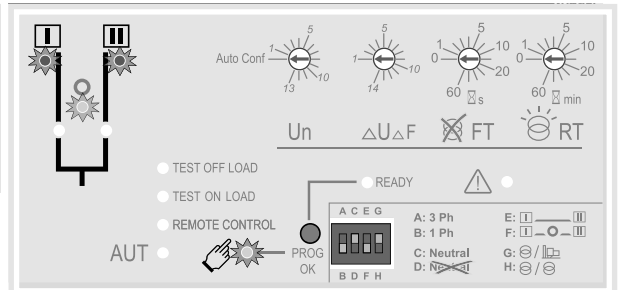 I II
5 5 5 5
1 10 1 10
Auto Conf 1 0 0
10 10 20 20
13 14 60 s 60 min
Un △U△F FT RT
TEST OFF LOAD
READY
TEST ON LOAD
A C E G
A: 3 Ph E: I II
REMOTE CONTROL
B: 1 Ph F: I O II
AUT
PROG
OK
C: Neutral G: /
D: Neutral H: /
B D F H